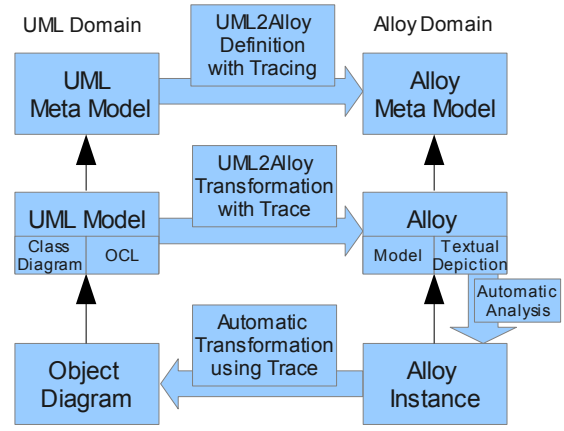 UML Domain
UML2Alloy
Definition
with Tracing
Alloy Domain
UML
Meta Model
Alloy
Meta Model
UML2Alloy
Transformation
with Trace
UML Model
Class
Diagram
OCL
Alloy
Model
Textual
Depiction
Automatic
Analysis
Automatic
Transformation
using Trace
Object
Diagram
Alloy
Instance